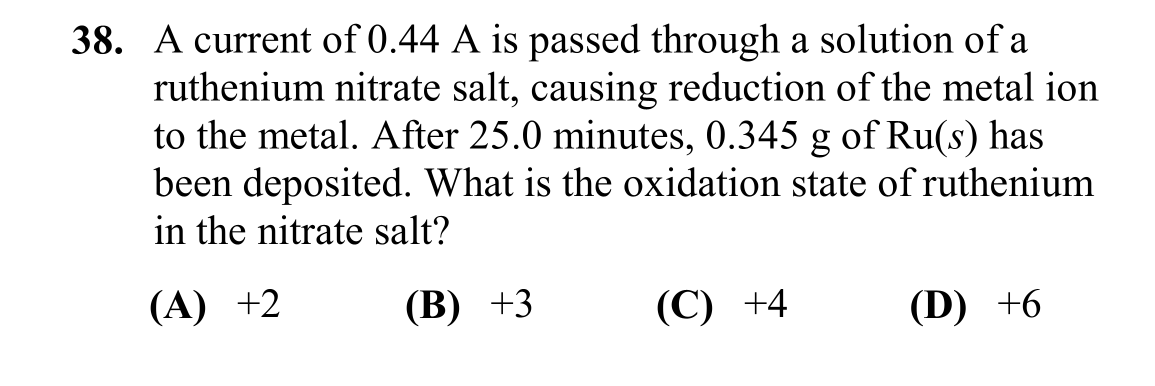 38. A current of 0.44 A is passed through a solution of a
ruthenium nitrate salt, causing reduction of the metal ion
to the metal. After 25.0 minutes, 0.345 g of Ru(s) has
been deposited. What is the oxidation state of ruthenium
in the nitrate salt?
(A) +2 (B) +3 (C) +4 (D) +6